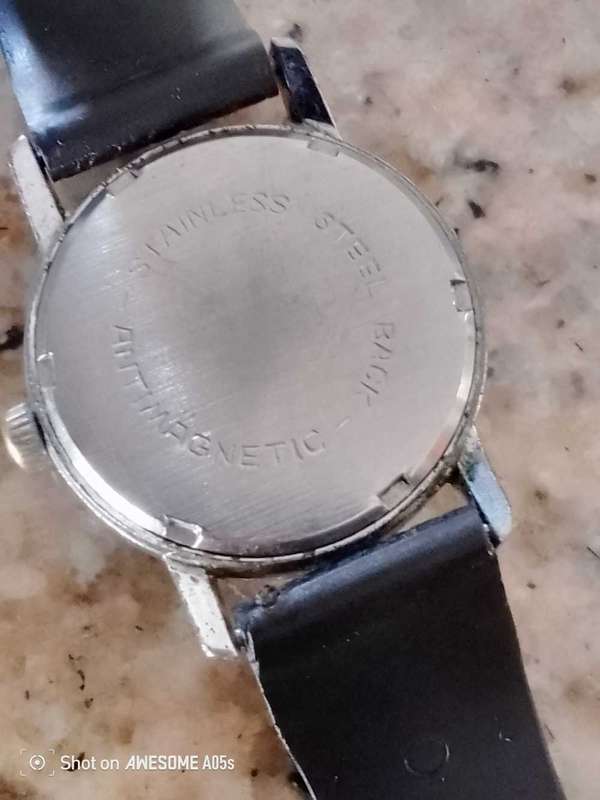 - STAINLESS STEEL BACK -
ANTIMAGNETIC
Shot on AWESOME A05s